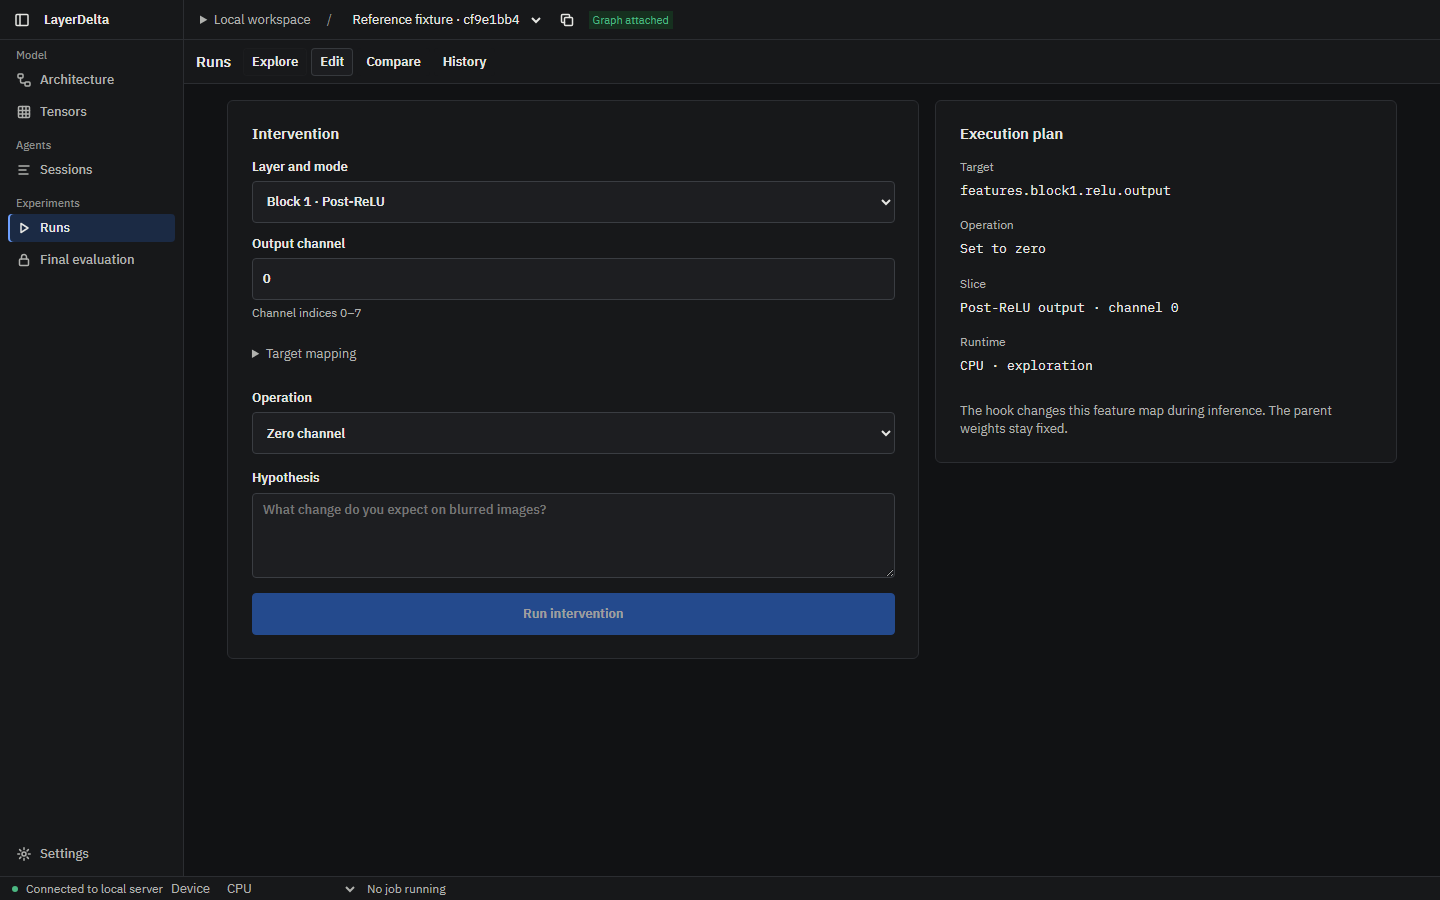 LayerDelta
Local workspace / Reference fixture · cf9e1bb4 Graph attached
Model
Architecture
Tensors
Agents
Sessions
Experiments
Runs
Final evaluation
Settings
Runs Explore Edit Compare History
Intervention
Layer and mode
Block 1 · Post-ReLU
Output channel
0
Channel indices 0–7
Target mapping
Operation
Zero channel
Hypothesis
What change do you expect on blurred images?
Run intervention
Execution plan
Target
features.block1.relu.output
Operation
Set to zero
Slice
Post-ReLU output · channel 0
Runtime
CPU · exploration
The hook changes this feature map during inference. The parent
weights stay fixed.
Connected to local server Device CPU No job running